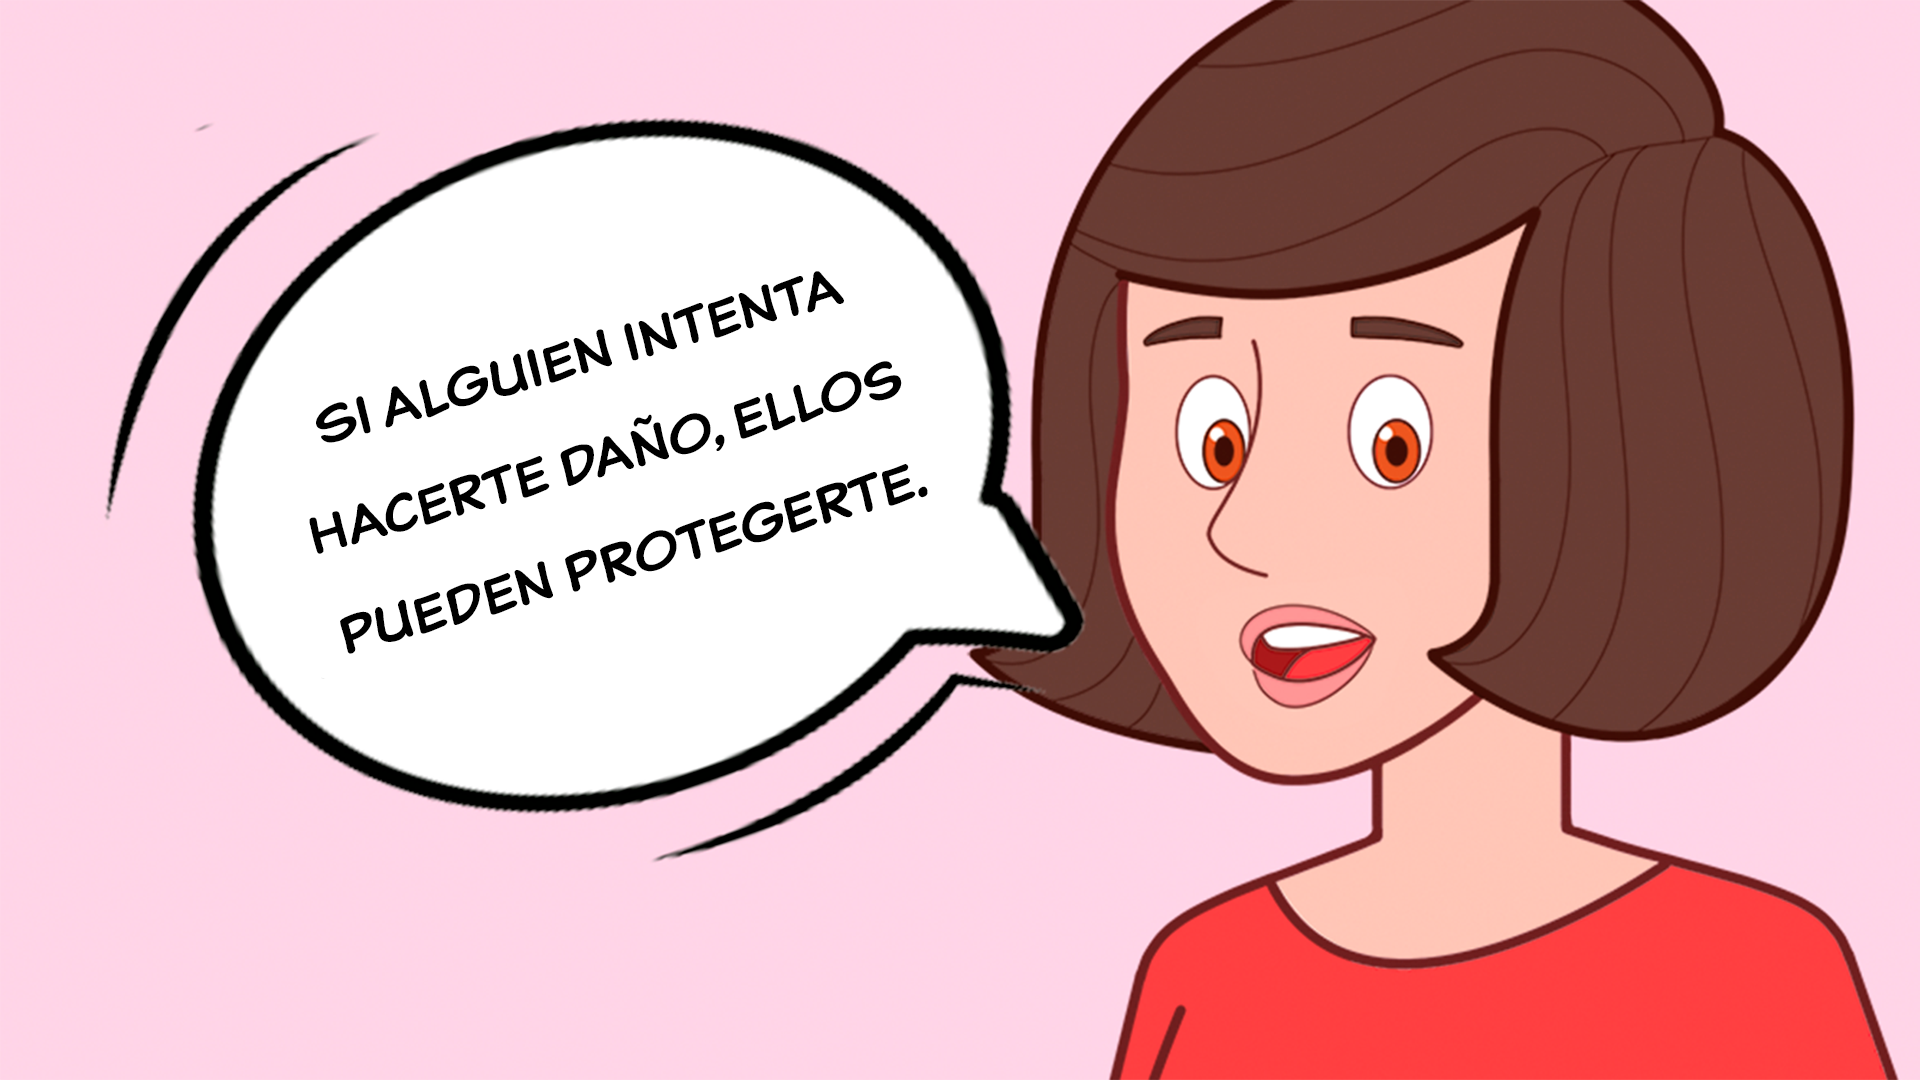 SI ALGUIEN INTENTA
HACERTE DAÑO, ELLOS
PUEDEN PROTEGERTE.